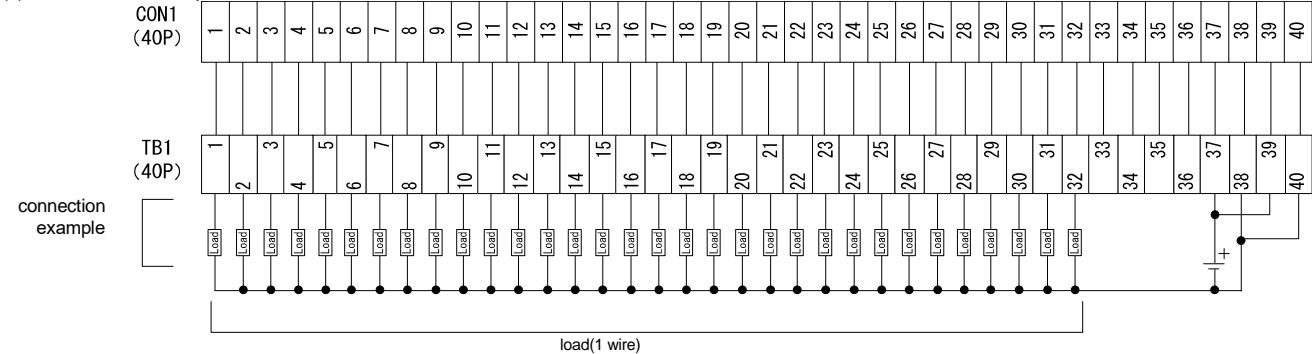 CON1
(40P)
1 2 3 4 5 6 7 8 9 10 11 12 13 14 15 16 17 18 19 20 21 22 23 24 25 26 27 28 29 30 31 32 33 34 35 36 37 38 39 40
TB1
(40P)
1 3 5 7 9 11 13 15 17 19 21 23 25 27 29 31 33 35 37 39
2 4 6 8 10 12 14 16 18 20 22 24 26 28 30 32 34 36 38 40
connection
example
Load Load Load Load Load Load Load Load Load Load Load Load Load Load Load Load Load Load Load Load Load Load Load Load Load Load Load Load Load Load Load Load
+
load(1 wire)